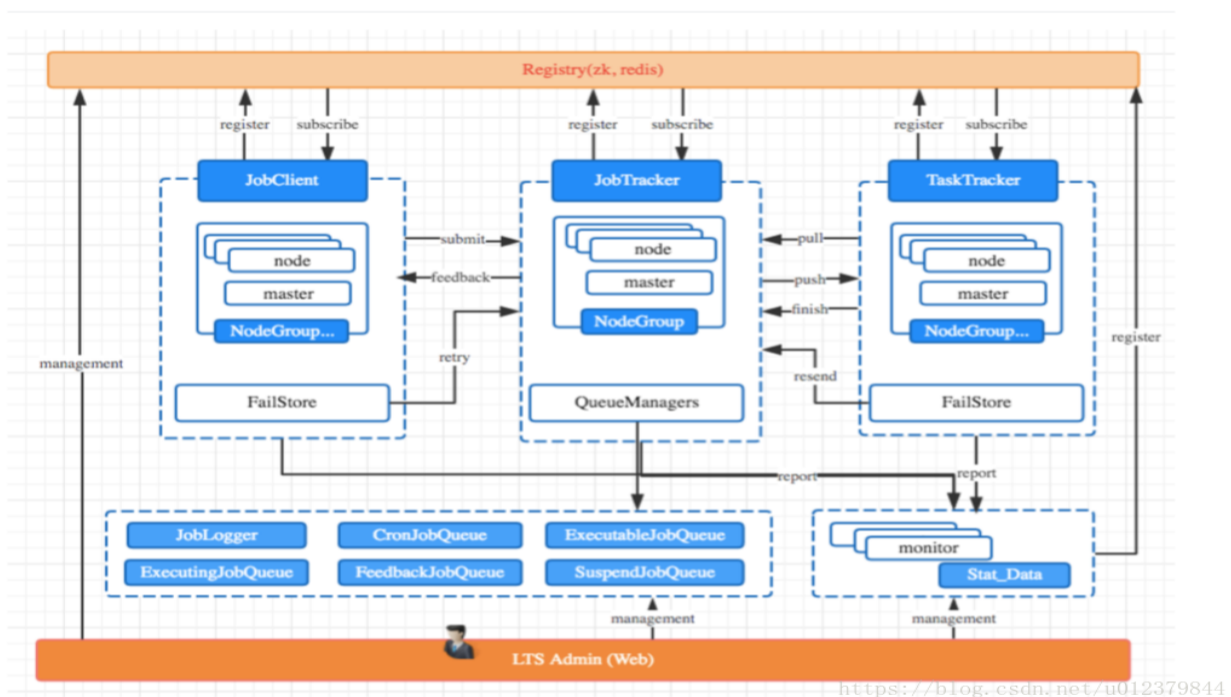 Registry(zk, redis)
register
subscribe
register
subscribe
register
subscribe
JobClient
JobTracker
TaskTracker
node
master
NodeGroup...
submit
feedback
node
master
NodeGroup
pull
push
finish
node
master
NodeGroup...
management
retry
resend
register
FailStore
QueueManagers
FailStore
report
report
JobLogger
CronJobQueue
ExecutableJobQueue
ExecutingJobQueue
FeedbackJobQueue
SuspendJobQueue
monitor
Stat_Data
management
management
LTS Admin (Web)
https://blog.csdn.net/u012379844